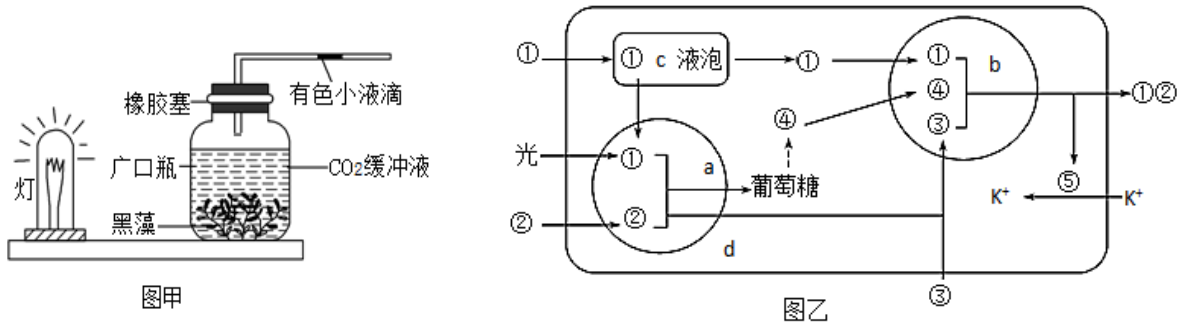 橡胶塞
有色小液滴
灯
广口瓶
CO₂缓冲液
黑藻
图甲
①
① c 液泡
①
①
④
③
b
①②
④
光
①
②
②
a
葡萄糖
d
⑤
K⁺
K⁺
③
图乙